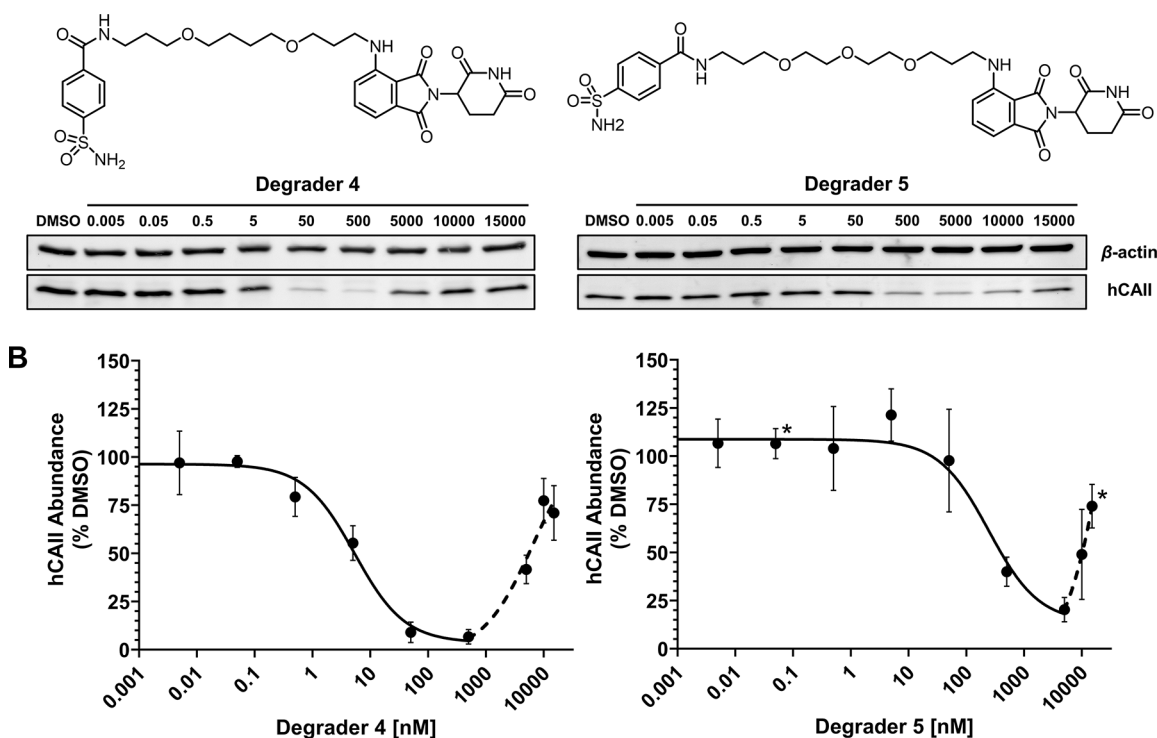 Degrader 4
Degrader 5
DMSO 0.005 0.05 0.5 5 50 500 5000 10000 15000
DMSO 0.005 0.05 0.5 5 50 500 5000 10000 15000
β-actin
hCAII
B
hCAII Abundance
(% DMSO)
150
125
100
75
50
25
0
0.001 0.01 0.1 1 10 100 1000 10000
Degrader 4 [nM]
hCAII Abundance
(% DMSO)
150
125
100
75
50
25
0
*
*
0.001 0.01 0.1 1 10 100 1000 10000
Degrader 5 [nM]
H
N
O
O
O
NH
O
O
N
O
O
NH
O
O
S
O
NH₂
O
N
H
O
O
O
NH
O
O
N
O
O
NH
O
O
S
O
NH2